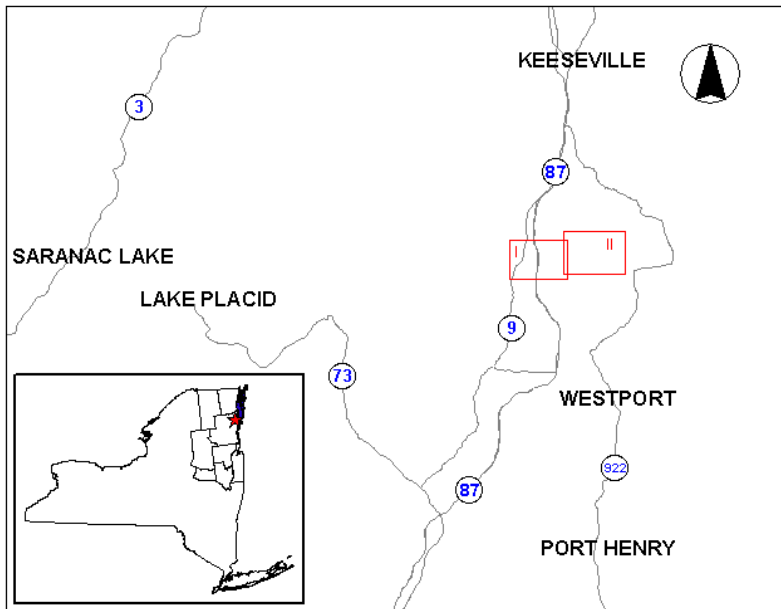 KEESEVILLE
3
87
I
II
SARANAC LAKE
LAKE PLACID
9
73
WESTPORT
922
87
PORT HENRY